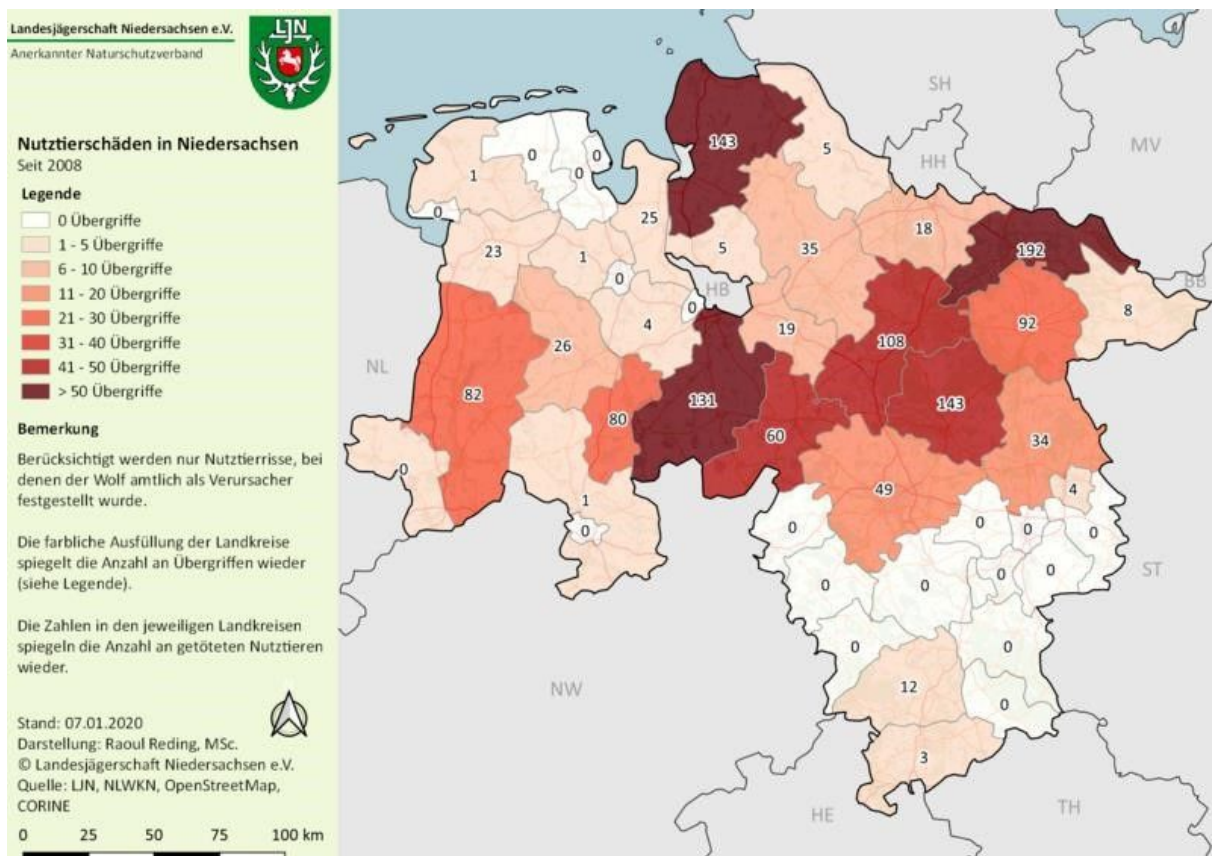 Landesjägerschaft Niedersachsen e.V.
Anerkannter Naturschutzverband
LJN
Nutztierschäden in Niedersachsen
Seit 2008
Legende
0 Übergriffe
1 - 5 Übergriffe
6 - 10 Übergriffe
11 - 20 Übergriffe
21 - 30 Übergriffe
31 - 40 Übergriffe
41 - 50 Übergriffe
> 50 Übergriffe
Bemerkung
Berücksichtigt werden nur Nutztierrisse, bei
denen der Wolf amtlich als Verursacher
festgestellt wurde.
Die farbliche Ausfüllung der Landkreise
spiegelt die Anzahl an Übergriffen wieder
(siehe Legende).
Die Zahlen in den jeweiligen Landkreisen
spiegeln die Anzahl an getöteten Nutztieren
wieder.
Stand: 07.01.2020
Darstellung: Raoul Reding, MSc.
© Landesjägerschaft Niedersachsen e.V.
Quelle: LJN, NLWKN, OpenStreetMap,
CORINE
0 25 50 75 100 km
SH
MV
HH
143
5
0
0
0
1
0
25
5
35
18
192
23
1
0
HB
BB
0
4
19
108
92
8
26
NL
82
80
131
60
143
34
0
49
4
1
0
0
0
0
0
0
0
0
0
ST
0
0
NW
12
0
3
HE
TH